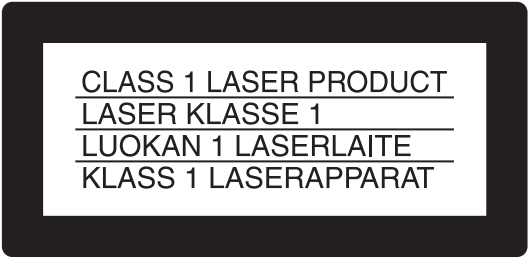 CLASS 1 LASER PRODUCT
LASER KLASSE 1
LUOKAN 1 LASERLAITE
KLASS 1 LASERAPPARAT